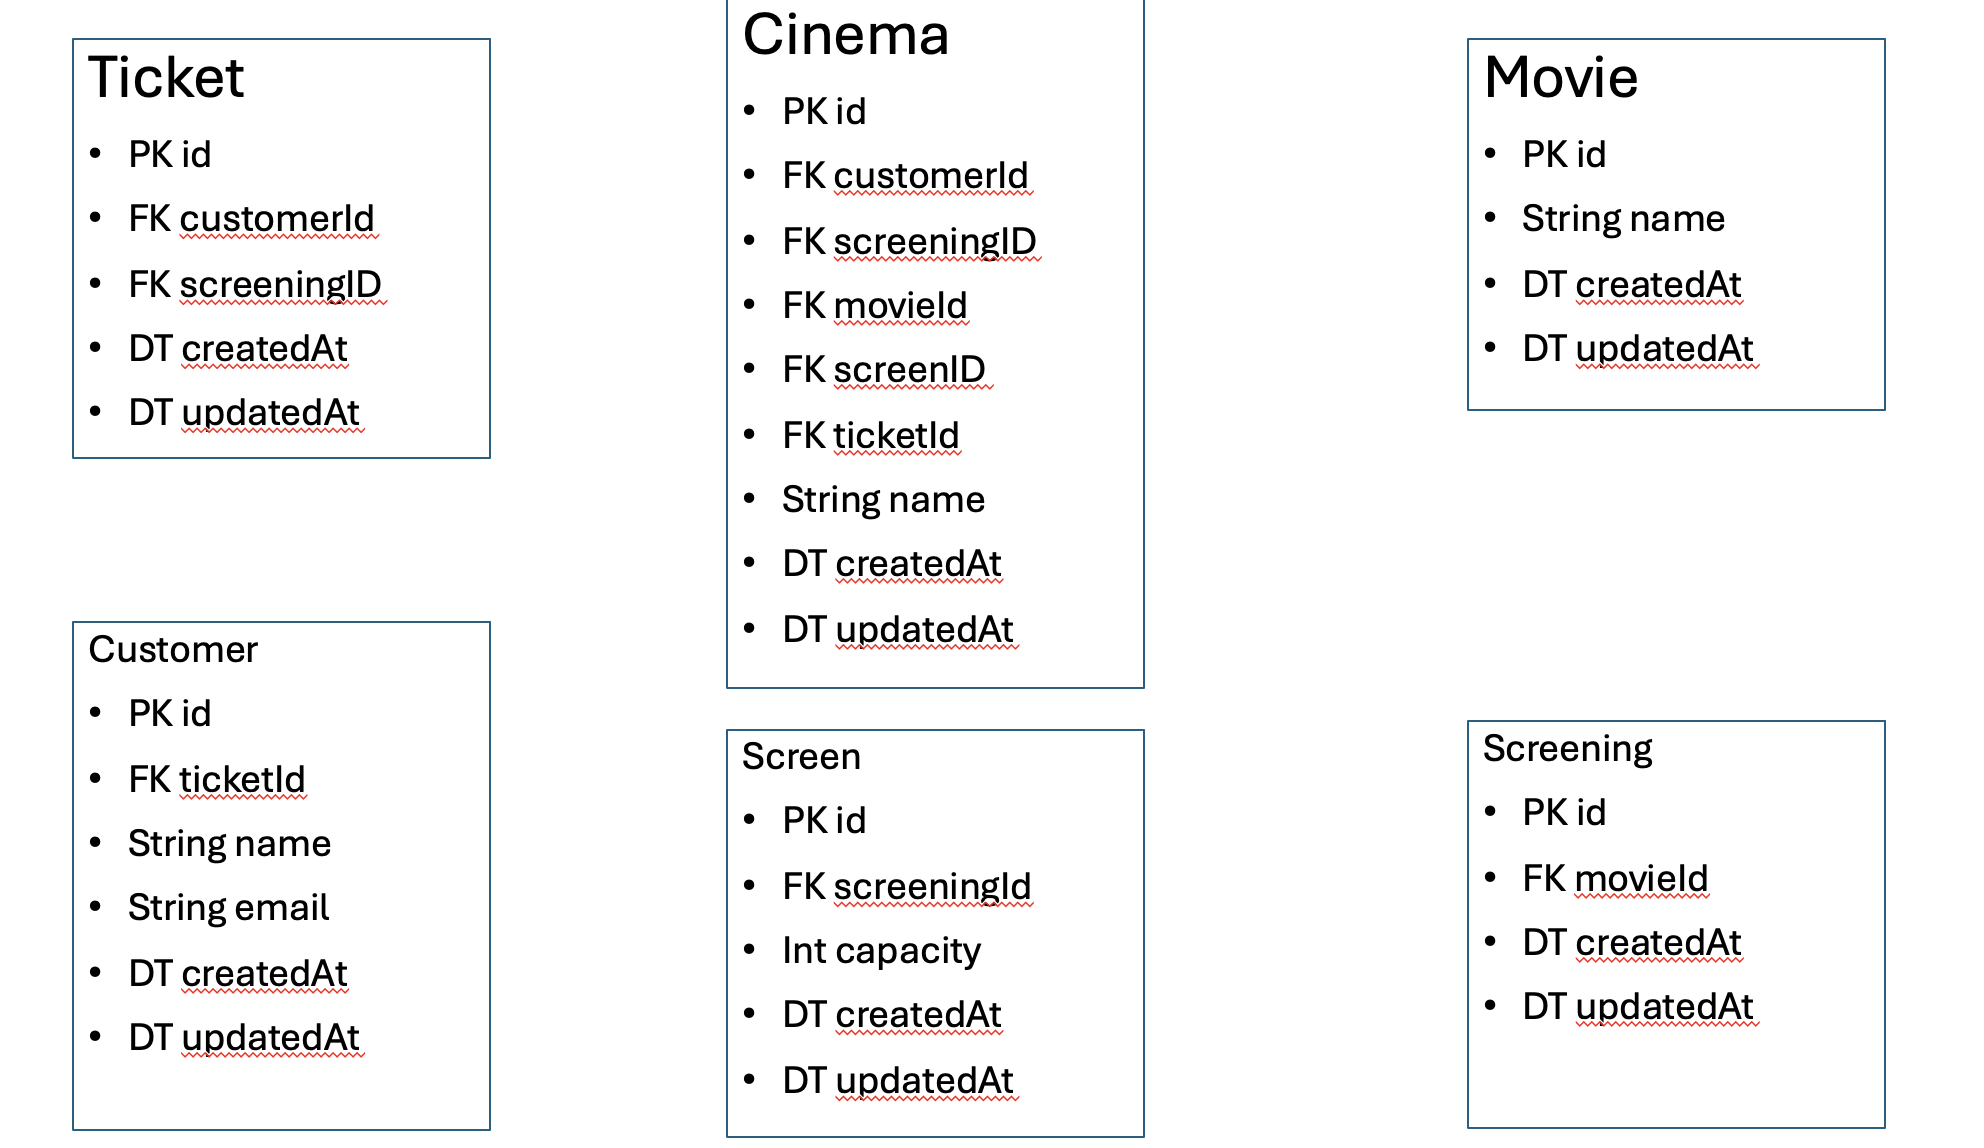 Ticket
• PK id
• FK customerId
• FK screeningID
• DT createdAt
• DT updatedAt
Cinema
• PK id
• FK customerId
• FK screeningID
• FK movieId
• FK screenID
• FK ticketId
• String name
• DT createdAt
• DT updatedAt
Movie
• PK id
• String name
• DT createdAt
• DT updatedAt
Customer
• PK id
• FK ticketId
• String name
• String email
• DT createdAt
• DT updatedAt
Screen
• PK id
• FK screeningId
• Int capacity
• DT createdAt
• DT updatedAt
Screening
• PK id
• FK movieId
• DT createdAt
• DT updatedAt